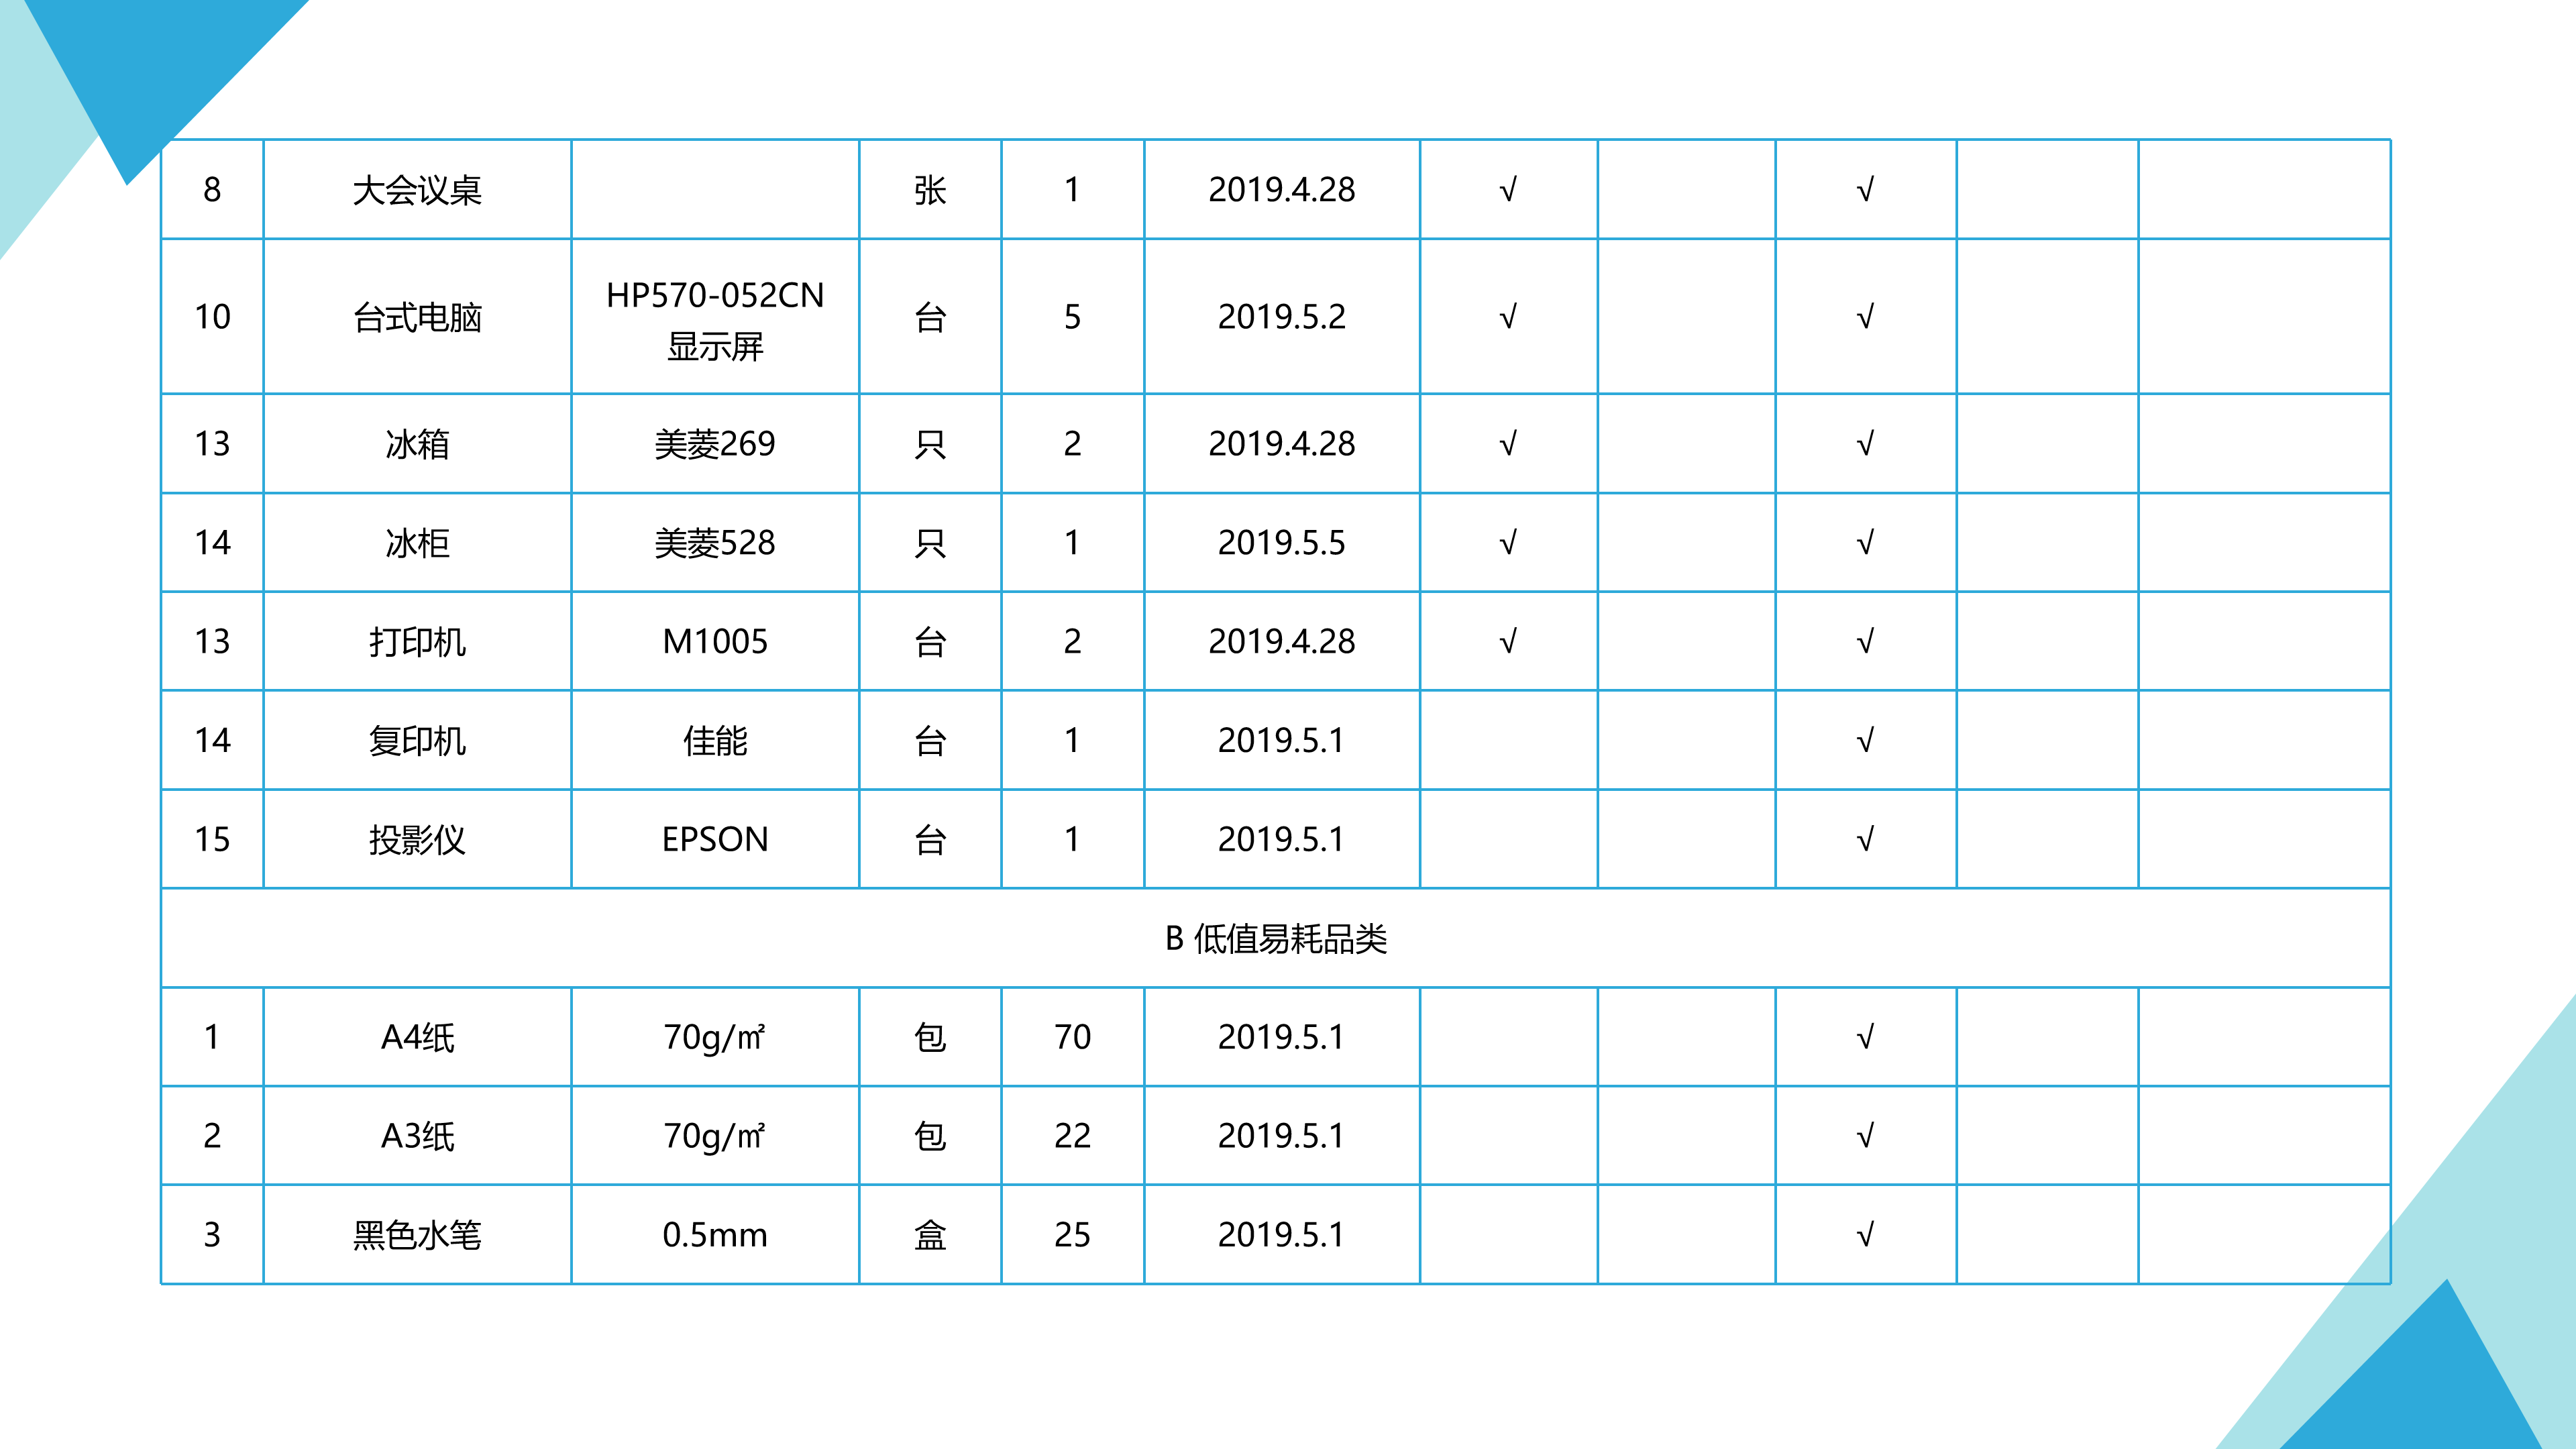 8 大会议桌 张 1 2019.4.28 √ √
10 台式电脑 HP570-052CN 显示屏 台 5 2019.5.2 √ √
13 冰箱 美菱269 只 2 2019.4.28 √ √
14 冰柜 美菱528 只 1 2019.5.5 √ √
13 打印机 M1005 台 2 2019.4.28 √ √
14 复印机 佳能 台 1 2019.5.1 √
15 投影仪 EPSON 台 1 2019.5.1 √
B 低值易耗品类
1 A4纸 70g/㎡ 包 70 2019.5.1 √
2 A3纸 70g/㎡ 包 22 2019.5.1 √
3 黑色水笔 0.5mm 盒 25 2019.5.1 √